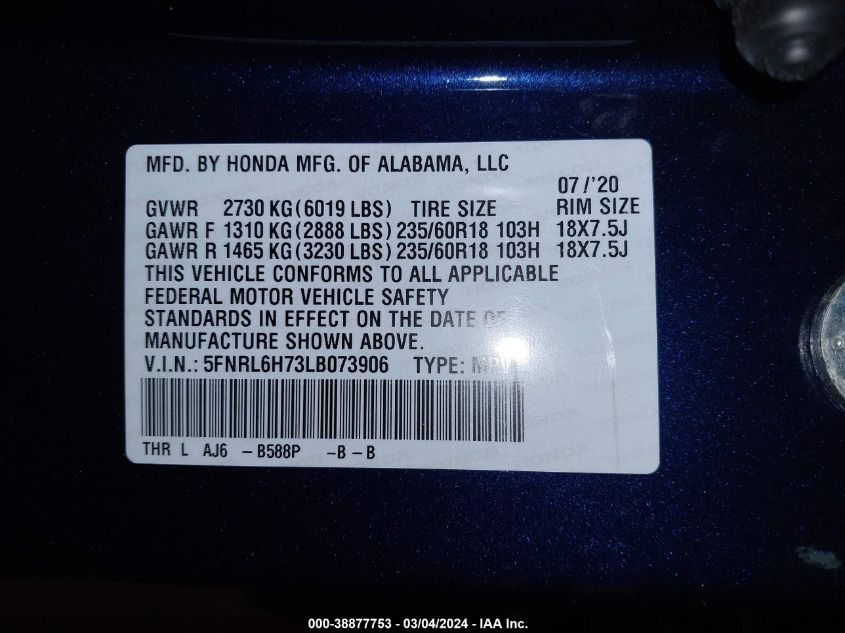 MFD. BY HONDA MFG. OF ALABAMA, LLC
07/'20
GVWR 2730 KG(6019 LBS) TIRE SIZE RIM SIZE
GAWR F 1310 KG(2888 LBS) 235/60R18 103H 18X7.5J
GAWR R 1465 KG(3230 LBS) 235/60R18 103H 18X7.5J
THIS VEHICLE CONFORMS TO ALL APPLICABLE
FEDERAL MOTOR VEHICLE SAFETY
STANDARDS IN EFFECT ON THE DATE OF
MANUFACTURE SHOWN ABOVE.
V.I.N.: 5FNRL6H73LB073906 TYPE:
THR L AJ6 -B588P -B-B
000-38877753 - 03/04/2024 - IAA Inc.